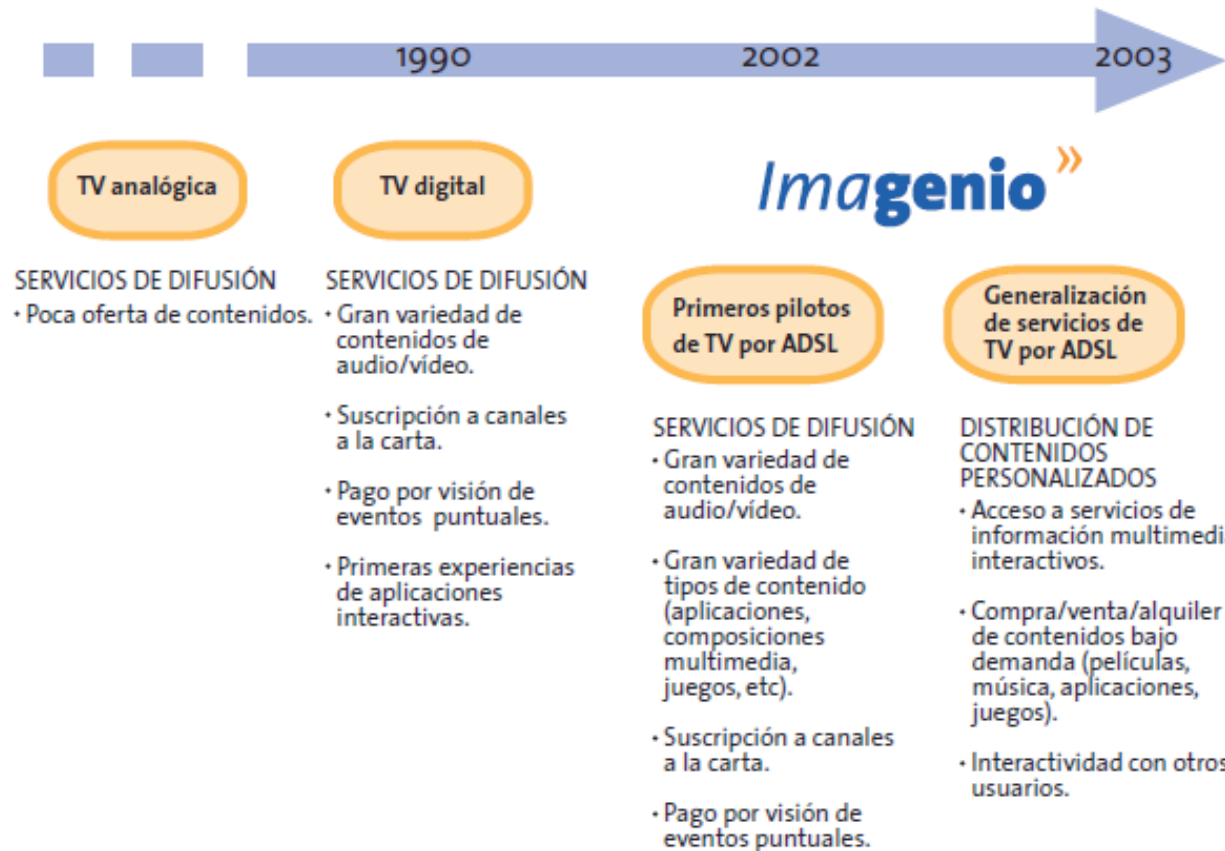 1990
2002
2003
TV analógica
SERVICIOS DE DIFUSIÓN
· Poca oferta de contenidos.
TV digital
SERVICIOS DE DIFUSIÓN
· Gran variedad de
contenidos de
audio/vídeo.
· Suscripción a canales
a la carta.
· Pago por visión de
eventos puntuales.
· Primeras experiencias
de aplicaciones
interactivas.
Imagenio »
Primeros pilotos
de TV por ADSL
SERVICIOS DE DIFUSIÓN
· Gran variedad de
contenidos de
audio/vídeo.
· Gran variedad de
tipos de contenido
(aplicaciones,
composiciones
multimedia,
juegos, etc).
· Suscripción a canales
a la carta.
· Pago por visión de
eventos puntuales.
Generalización
de servicios de
TV por ADSL
DISTRIBUCIÓN DE
CONTENIDOS
PERSONALIZADOS
· Acceso a servicios de
información multimedia
interactivos.
· Compra/venta/alquiler
de contenidos bajo
demanda (películas,
música, aplicaciones,
juegos).
· Interactividad con otros
usuarios.